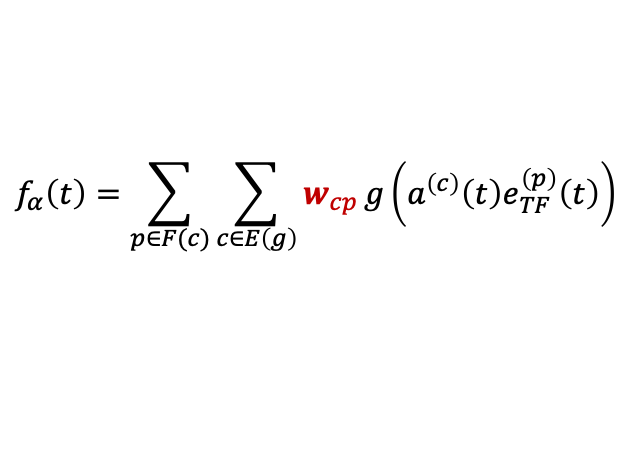 f_α(t) = ∑_{p∈F(c)} ∑_{c∈E(g)} w_{cp} g(a^{(c)}(t)e_{TF}^{(p)}(t))